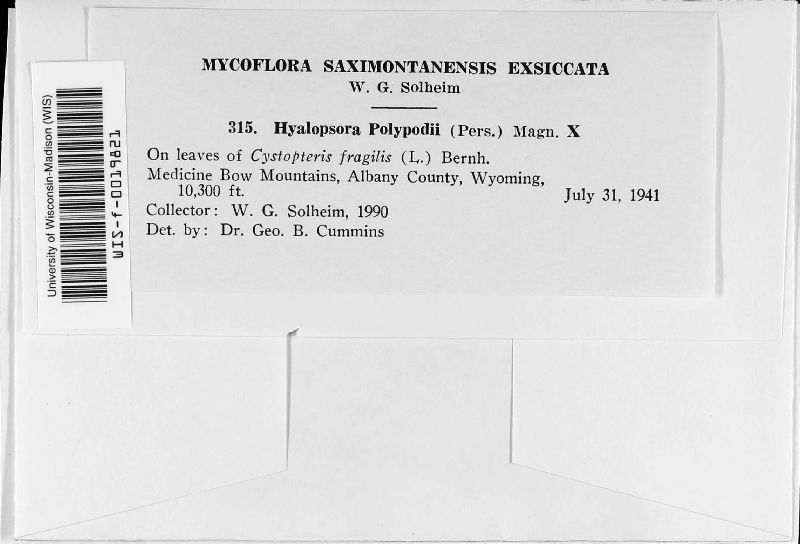 MYCOFLORA SAXIMONTANENSIS EXSICCATA
W. G. Solheim
315. Hyalopsora Polypodii (Pers.) Magn. X
On leaves of Cystopteris fragilis (L.) Bernh.
Medicine Bow Mountains, Albany County, Wyoming,
10,300 ft.
July 31, 1941
Collector: W. G. Solheim, 1990
Det. by: Dr. Geo. B. Cummins
University of Wisconsin-Madison (WIS)
WIS-f-0019821